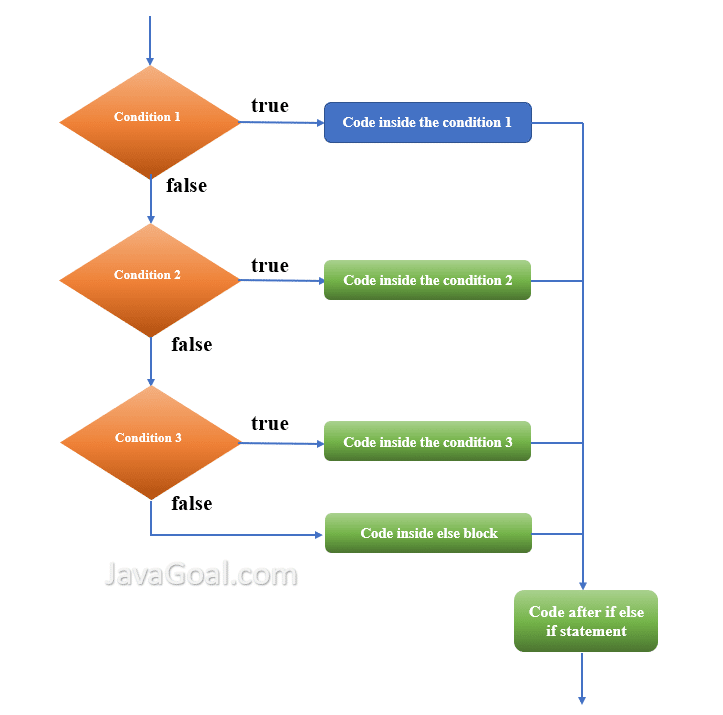 true
Condition 1
Code inside the condition 1
false
true
Condition 2
Code inside the condition 2
false
true
Condition 3
Code inside the condition 3
false
Code inside else block
JavaGoal.com
Code after if else
if statement